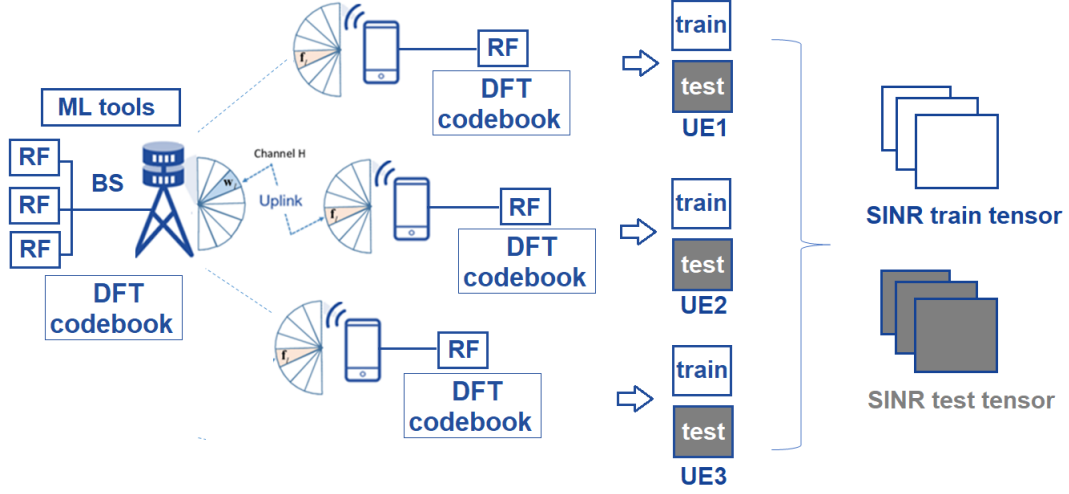 ML tools
RF
RF
RF
BS
DFT
codebook
Channel H
w
Uplink
f
RF
DFT
codebook
f
RF
DFT
codebook
f
RF
DFT
codebook
train
test
UE1
train
test
UE2
train
test
UE3
SINR train tensor
SINR test tensor